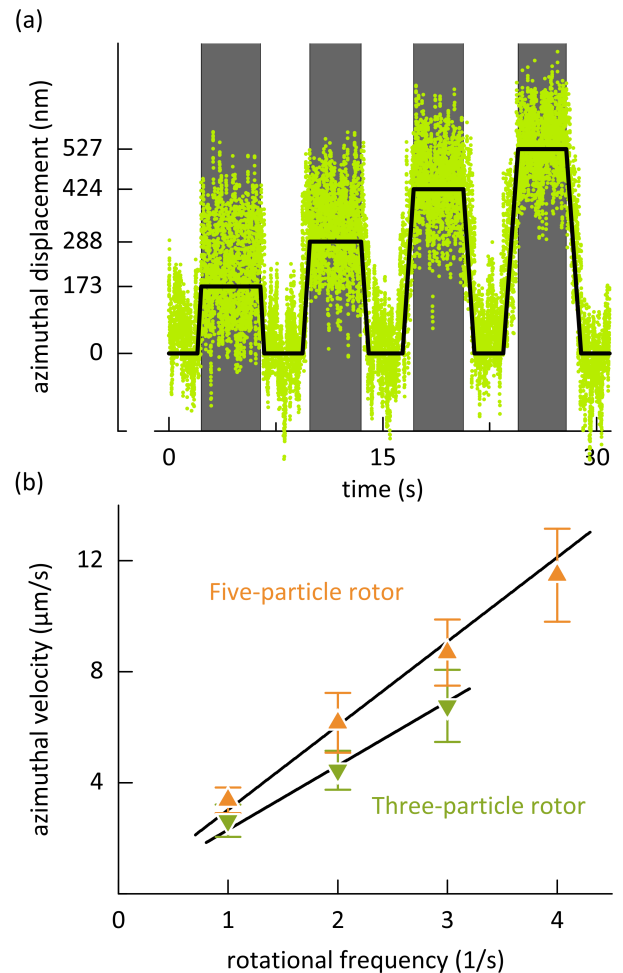 (a)
azimuthal displacement (nm)
527
424
288
173
0
0
15
30
time (s)
(b)
azimuthal velocity (µm/s)
12
8
4
Five-particle rotor
Three-particle rotor
0
1
2
3
4
rotational frequency (1/s)